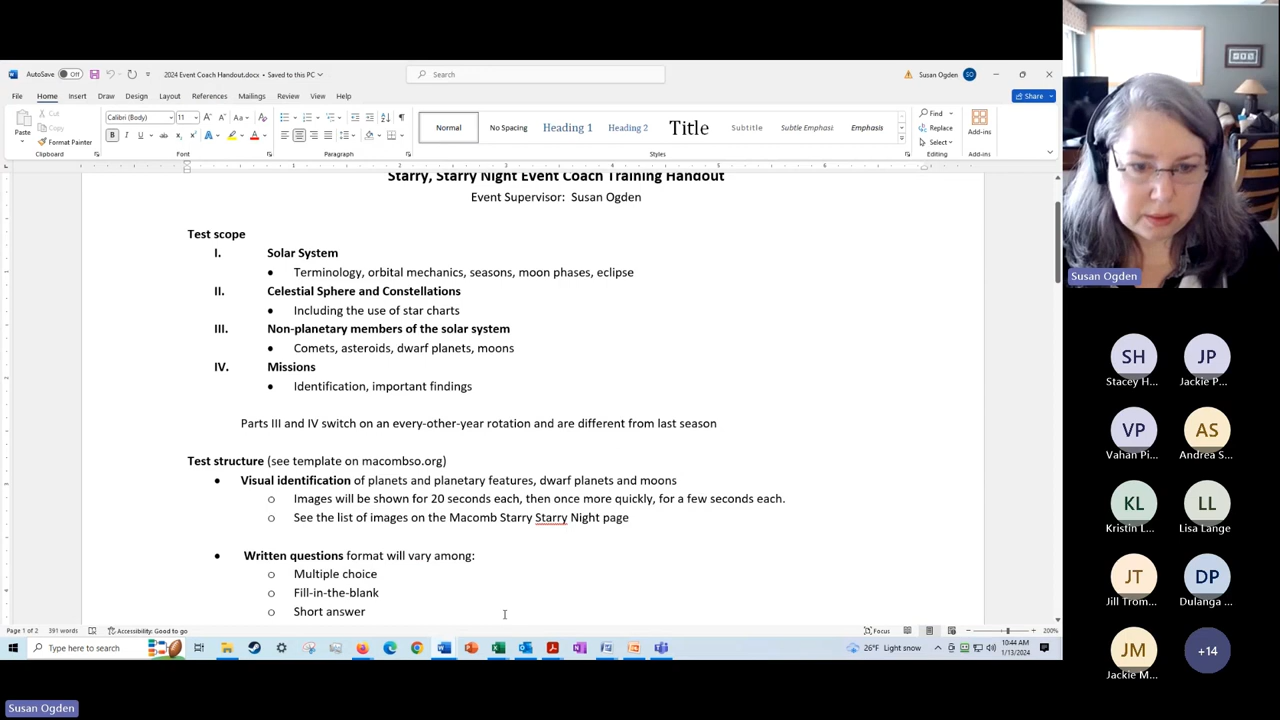 AutoSave Off 2024 Event Coach Handout.docx • Saved to this PC Search Susan Ogden SO
File Home Insert Draw Design Layout References Mailings Review View Help Share
Paste Cut Copy Format Painter Clipboard
Calibri (Body) 11 Font
Paragraph
Normal No Spacing Heading 1 Heading 2 Title Subtitle Subtle Emphasis Emphasis Styles
Find Replace Select Editing
Add-ins Add-ins
Starry, Starry Night Event Coach Training Handout
Event Supervisor: Susan Ogden
Test scope
I. Solar System
• Terminology, orbital mechanics, seasons, moon phases, eclipse
II. Celestial Sphere and Constellations
• Including the use of star charts
III. Non-planetary members of the solar system
• Comets, asteroids, dwarf planets, moons
IV. Missions
• Identification, important findings
Parts III and IV switch on an every-other-year rotation and are different from last season
Test structure (see template on macombso.org)
• Visual identification of planets and planetary features, dwarf planets and moons
o Images will be shown for 20 seconds each, then once more quickly, for a few seconds each.
o See the list of images on the Macomb Starry Starry Night page
• Written questions format will vary among:
o Multiple choice
o Fill-in-the-blank
o Short answer
Page 1 of 2 391 words Accessibility: Good to go Focus 200%
Type here to search 26°F Light snow 10:44 AM
1/13/2024
Susan Ogden
SH JP
Stacey H... Jackie P...
VP AS
Vahan Pi... Andrea S...
KL LL
Kristin L... Lisa Lange
JT DP
Jill Trom... Dulanga ...
JM +14
Jackie M...
Susan Ogden